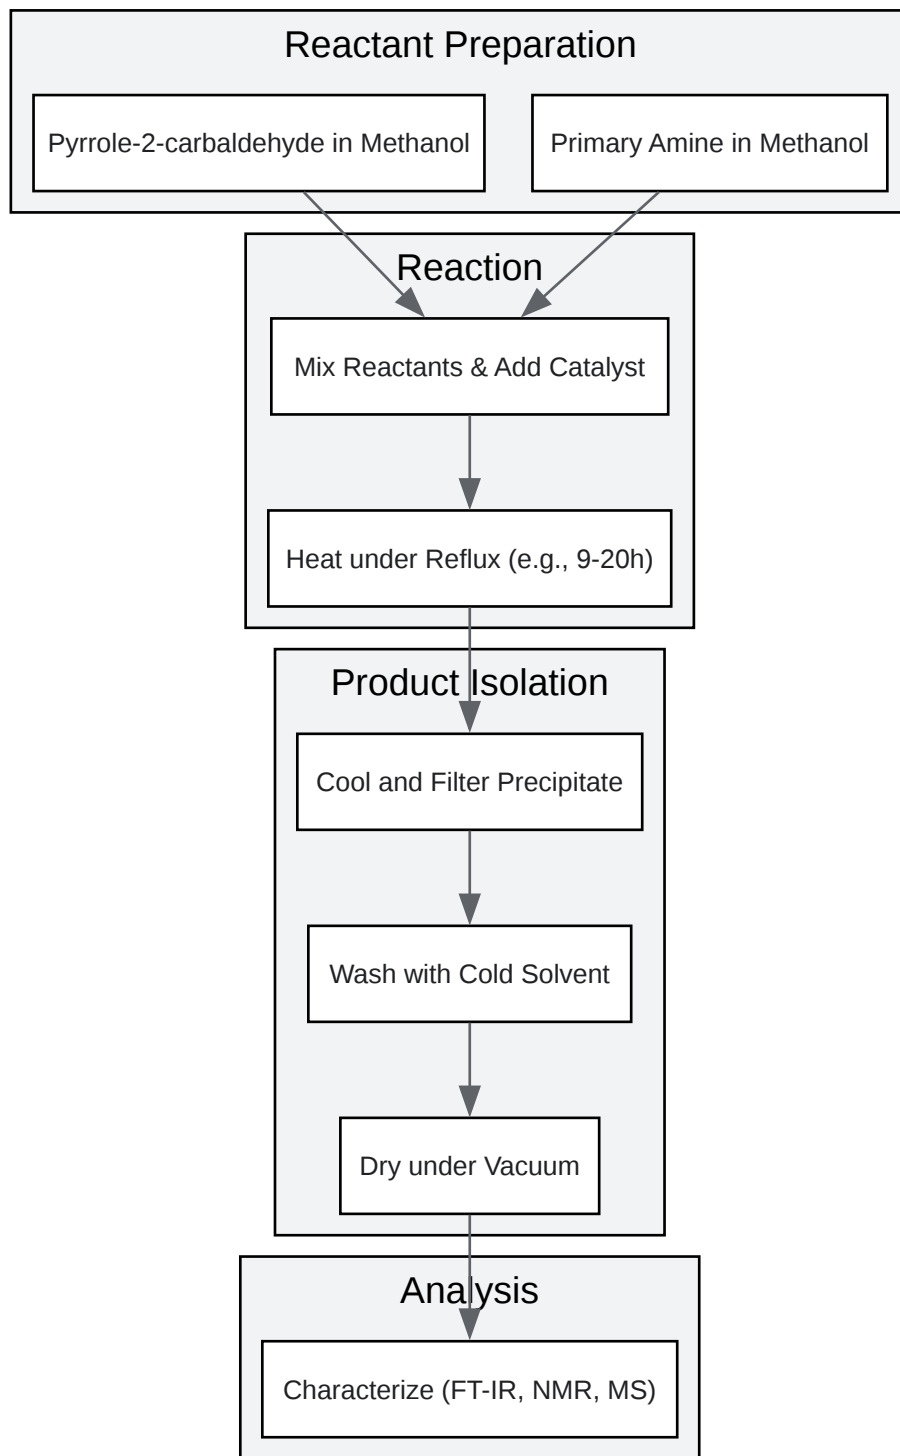 Reactant Preparation
Pyrrole-2-carbaldehyde in Methanol
Primary Amine in Methanol
Reaction
Mix Reactants & Add Catalyst
Heat under Reflux (e.g., 9-20h)
Product Isolation
Cool and Filter Precipitate
Wash with Cold Solvent
Dry under Vacuum
Analysis
Characterize (FT-IR, NMR, MS)